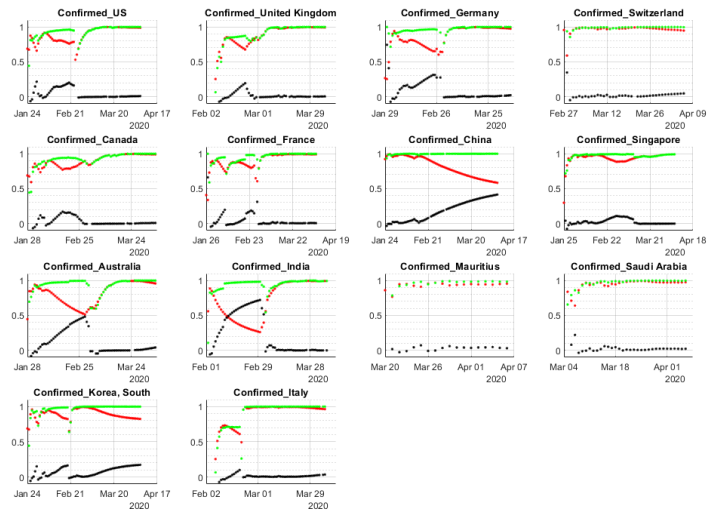 Confirmed_US
1
0.5
0
Jan 24
Feb 21
Mar 20
Apr 17
2020
Confirmed_United Kingdom
1
0.5
0
Feb 02
Mar 01
Mar 29
2020
Confirmed_Germany
1
0.5
0
Jan 29
Feb 26
Mar 25
2020
Confirmed_Switzerland
1
0.5
0
Feb 27
Mar 12
Mar 26
Apr 09
2020
Confirmed_Canada
1
0.5
0
Jan 28
Feb 25
Mar 24
2020
Confirmed_France
1
0.5
0
Jan 26
Feb 23
Mar 22
Apr 19
2020
Confirmed_China
1
0.5
0
Jan 24
Feb 21
Mar 20
Apr 17
2020
Confirmed_Singapore
1
0.5
0
Jan 25
Feb 22
Mar 21
Apr 18
2020
Confirmed_Australia
1
0.5
0
Jan 28
Feb 25
Mar 24
2020
Confirmed_India
1
0.5
0
Feb 01
Feb 29
Mar 28
2020
Confirmed_Mauritius
1
0.5
0
Mar 20
Mar 26
Apr 01
Apr 07
2020
Confirmed_Saudi Arabia
1
0.5
0
Mar 04
Mar 18
Apr 01
2020
Confirmed_Korea, South
1
0.5
0
Jan 24
Feb 21
Mar 20
Apr 17
2020
Confirmed_Italy
1
0.5
0
Feb 02
Mar 01
Mar 29
2020